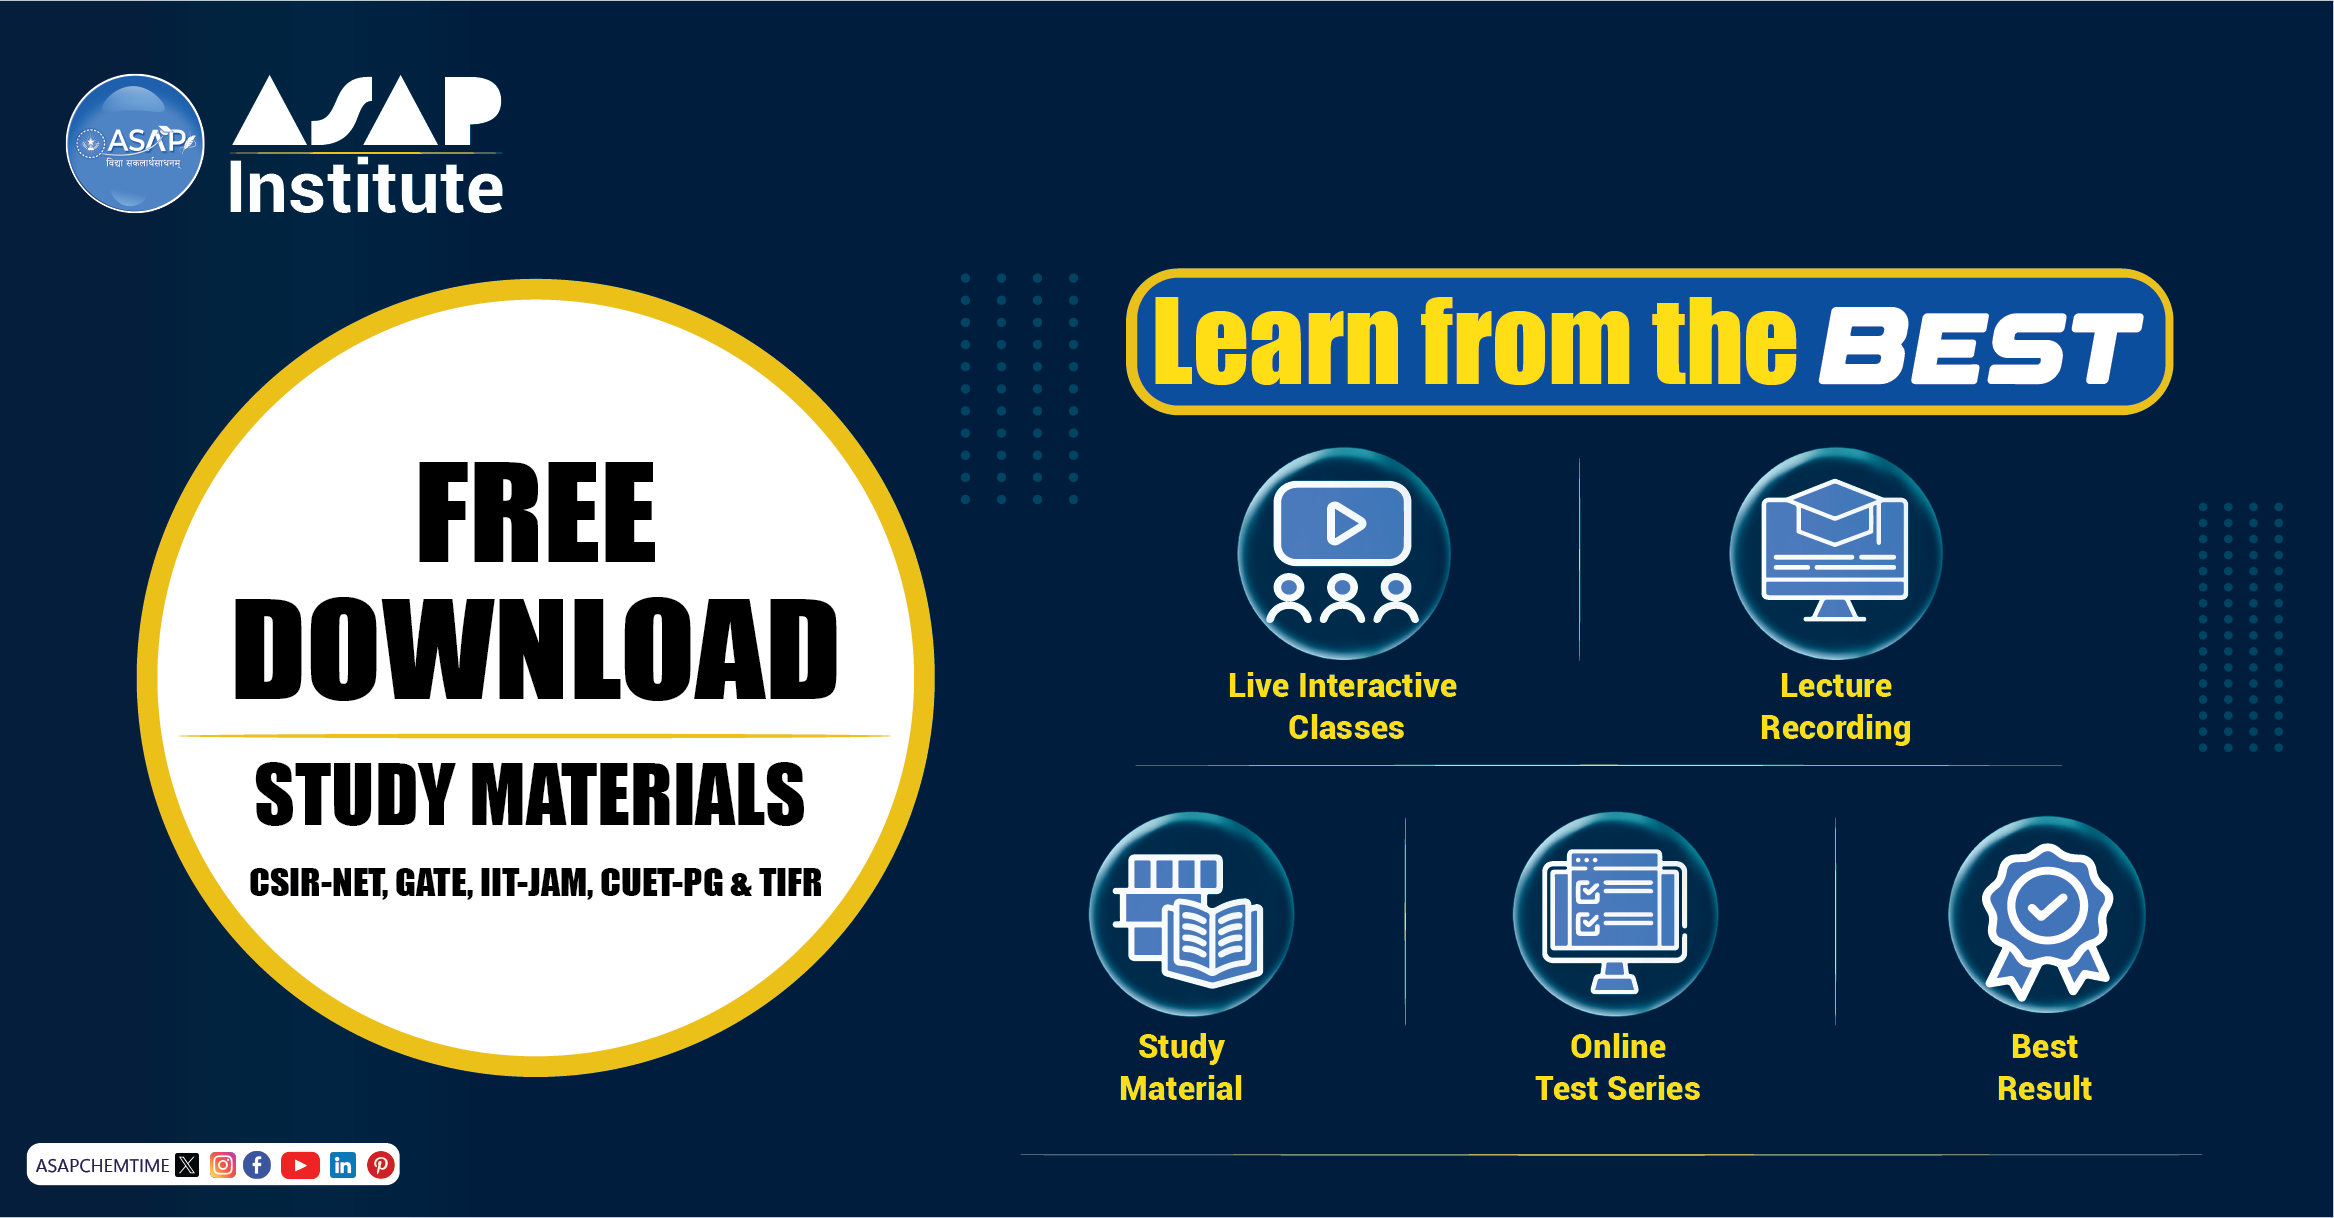 ASAP
विद्या सकलार्थसाधनम्
ASAP
Institute
FREE
DOWNLOAD
STUDY MATERIALS
CSIR-NET, GATE, IIT-JAM, CUET-PG & TIFR
Learn from the BEST
Live Interactive
Classes
Lecture
Recording
Study
Material
Online
Test Series
Best
Result
ASAPCHEMTIME